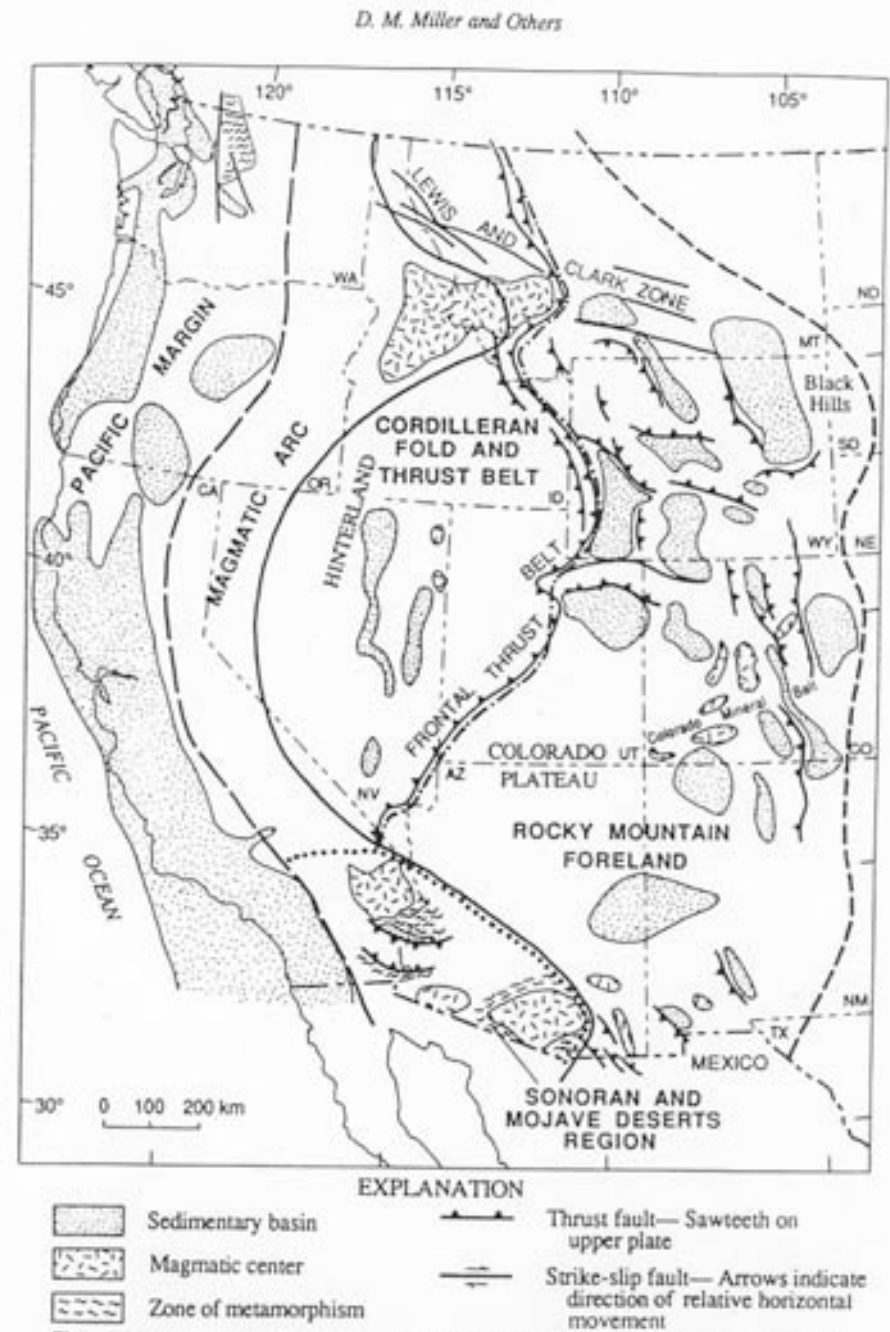 D. M. Miller and Others
120°
115°
110°
105°
LEWIS AND
CLARK ZONE
45°
WA
ND
MT
Black
Hills
SD
PACIFIC MARGIN
MAGMATIC ARC
CORDILLERAN
FOLD AND
THRUST BELT
HINTERLAND
CA
OR
ID
WY
NE
40°
FRONTAL THRUST BELT
Colorado Mineral Belt
COLORADO
PLATEAU
UT
CO
NV
AZ
PACIFIC
OCEAN
35°
ROCKY MOUNTAIN
FORELAND
NM
TX
MEXICO
SONORAN AND
MOJAVE DESERTS
REGION
30°
0 100 200 km
EXPLANATION
Sedimentary basin
Magmatic center
Zone of metamorphism
Thrust fault— Sawteeth on
upper plate
Strike-slip fault— Arrows indicate
direction of relative horizontal
movement